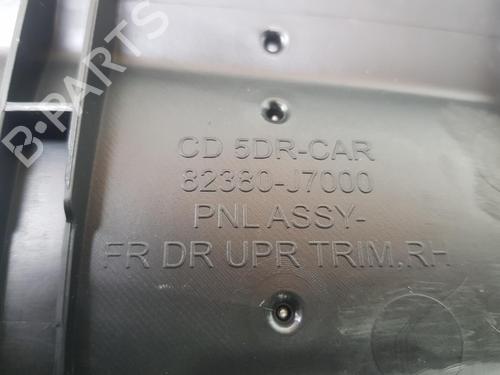 B-PARTS
CD 5DR-CAR
82380-J7000
PNL ASSY-
FR DR UPR TRIM.RH